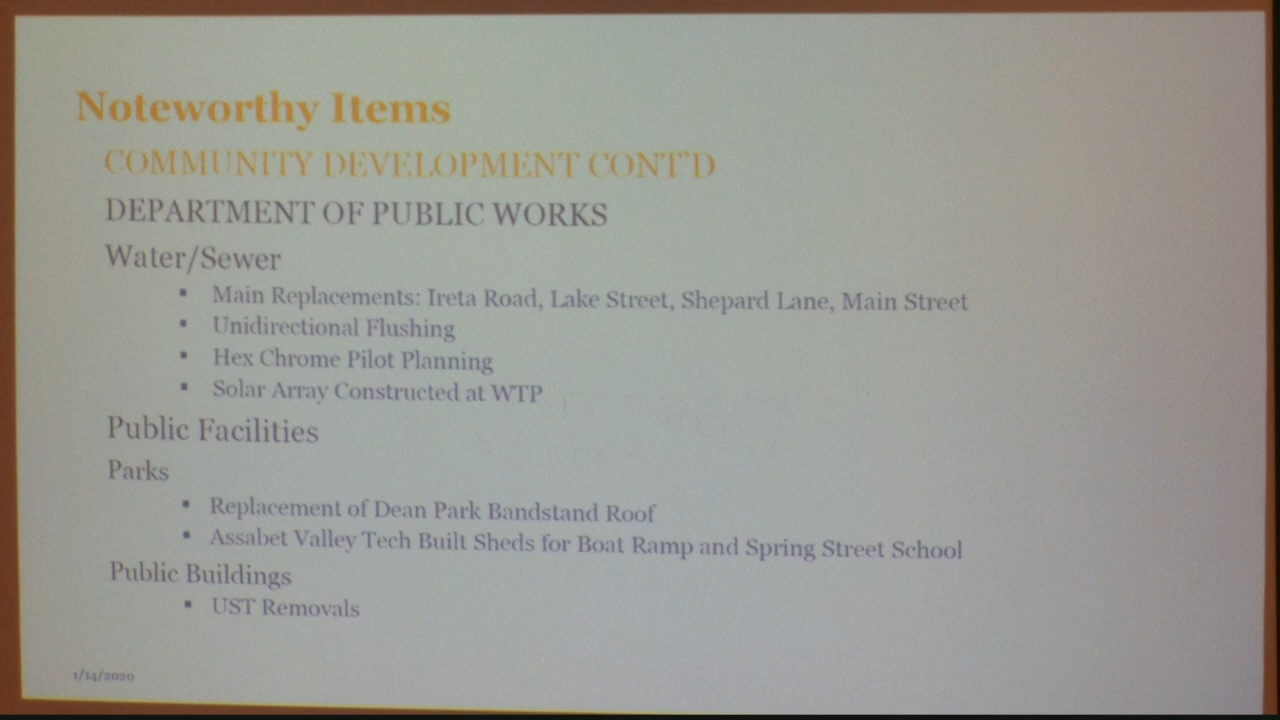 Noteworthy Items
COMMUNITY DEVELOPMENT CONT'D
DEPARTMENT OF PUBLIC WORKS
Water/Sewer
▪ Main Replacements: Ireta Road, Lake Street, Shepard Lane, Main Street
▪ Unidirectional Flushing
▪ Hex Chrome Pilot Planning
▪ Solar Array Constructed at WTP
Public Facilities
Parks
▪ Replacement of Dean Park Bandstand Roof
▪ Assabet Valley Tech Built Sheds for Boat Ramp and Spring Street School
Public Buildings
▪ UST Removals
1/14/2020